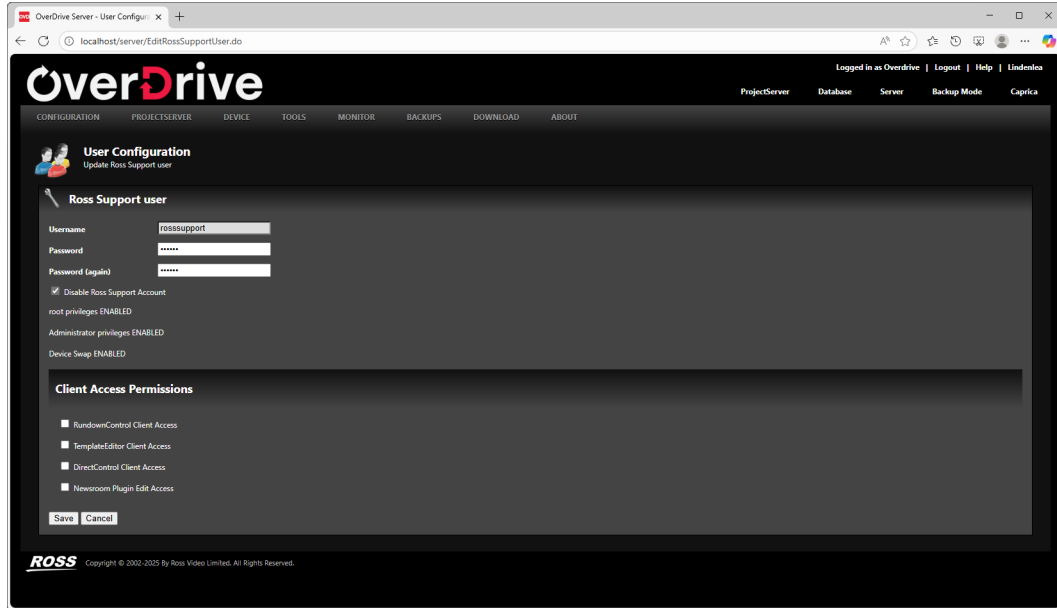 OVD OverDrive Server - User Configura
localhost/server/EditRossSupportUser.do
OverDrive
Logged in as Overdrive | Logout | Help | Lindenlea
ProjectServer Database Server Backup Mode Caprica
CONFIGURATION PROJECTSERVER DEVICE TOOLS MONITOR BACKUPS DOWNLOAD ABOUT
User Configuration
Update Ross Support user
Ross Support user
Username rosssupport
Password ••••••
Password (again) ••••••
Disable Ross Support Account
root privileges ENABLED
Administrator privileges ENABLED
Device Swap ENABLED
Client Access Permissions
RundownControl Client Access
TemplateEditor Client Access
DirectControl Client Access
Newsroom Plugin Edit Access
Save Cancel
ROSS Copyright © 2002-2025 By Ross Video Limited. All Rights Reserved.